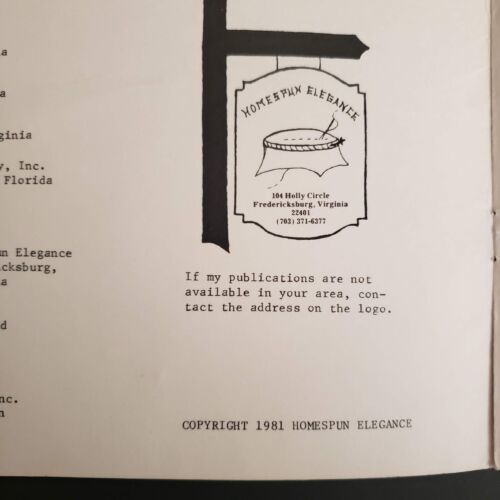 a
a
ginia
, Inc.
Florida
n Elegance
cksburg,
a
d
nc.
n
HOMESPUN ELEGANCE
104 Holly Circle
Fredericksburg, Virginia
22401
(703) 371-6377
If my publications are not
available in your area, con-
tact the address on the logo.
COPYRIGHT 1981 HOMESPUN ELEGANCE